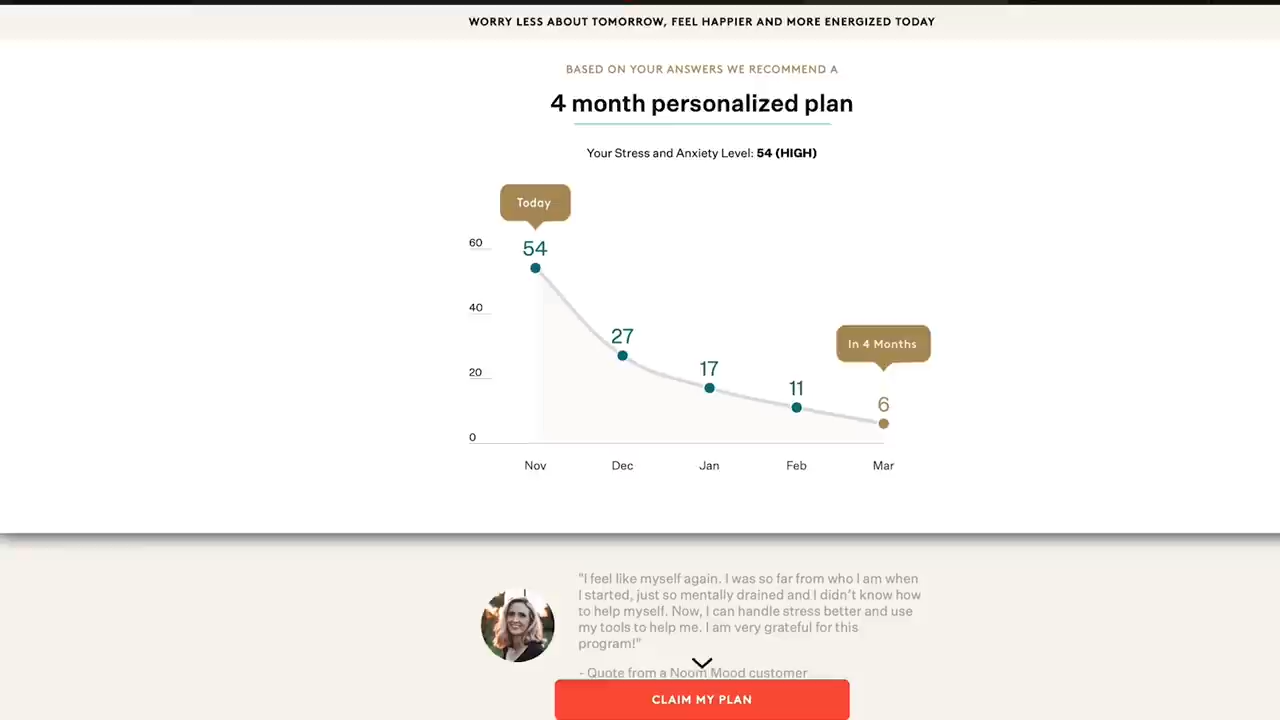 WORRY LESS ABOUT TOMORROW, FEEL HAPPIER AND MORE ENERGIZED TODAY
BASED ON YOUR ANSWERS WE RECOMMEND A
4 month personalized plan
Your Stress and Anxiety Level: 54 (HIGH)
Today
60
54
40
27
In 4 Months
20
17
11
6
0
Nov Dec Jan Feb Mar
"I feel like myself again. I was so far from who I am when
I started, just so mentally drained and I didn't know how
to help myself. Now, I can handle stress better and use
my tools to help me. I am very grateful for this
program!"
- Quote from a Noom Mood customer
CLAIM MY PLAN